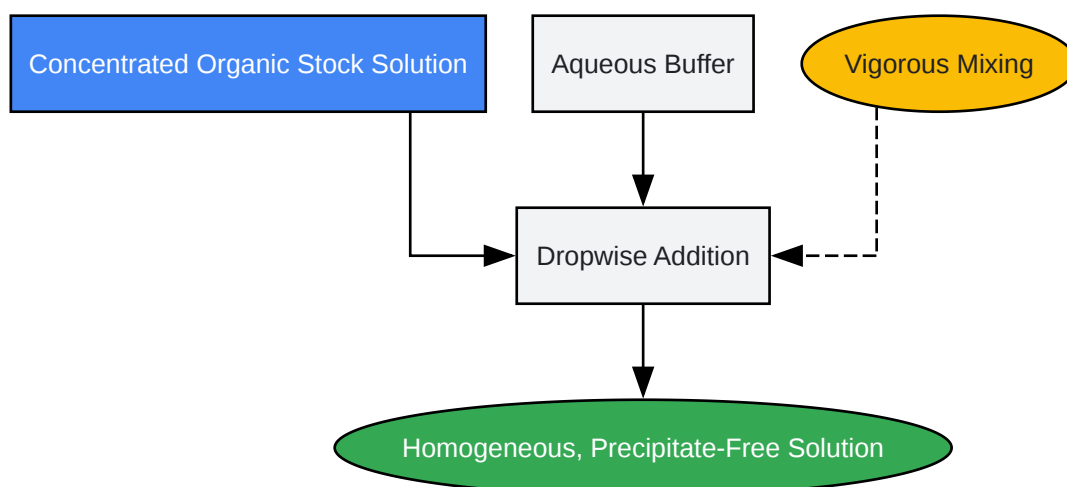 Concentrated Organic Stock Solution
Aqueous Buffer
Vigorous Mixing
Dropwise Addition
Homogeneous, Precipitate-Free Solution